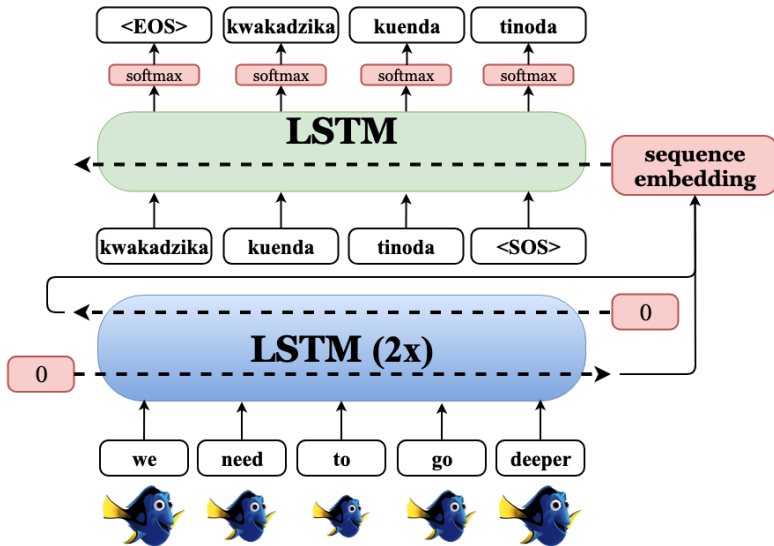 <EOS> kwakadzika kuenda tinoda
softmax softmax softmax softmax
LSTM
sequence
embedding
kwakadzika kuenda tinoda <SOS>
0
LSTM (2x)
0
we need to go deeper